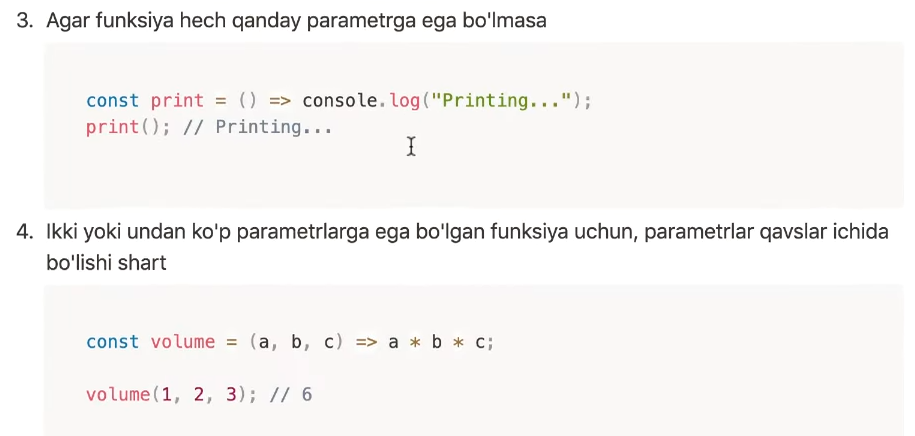 3. Agar funksiya hech qanday parametrga ega bo'lmasa
const print = () => console.log("Printing...");
print(); // Printing...
4. Ikki yoki undan ko'p parametrlarga ega bo'lgan funksiya uchun, parametrlar qavslar ichida
bo'lishi shart
const volume = (a, b, c) => a * b * c;
volume(1, 2, 3); // 6